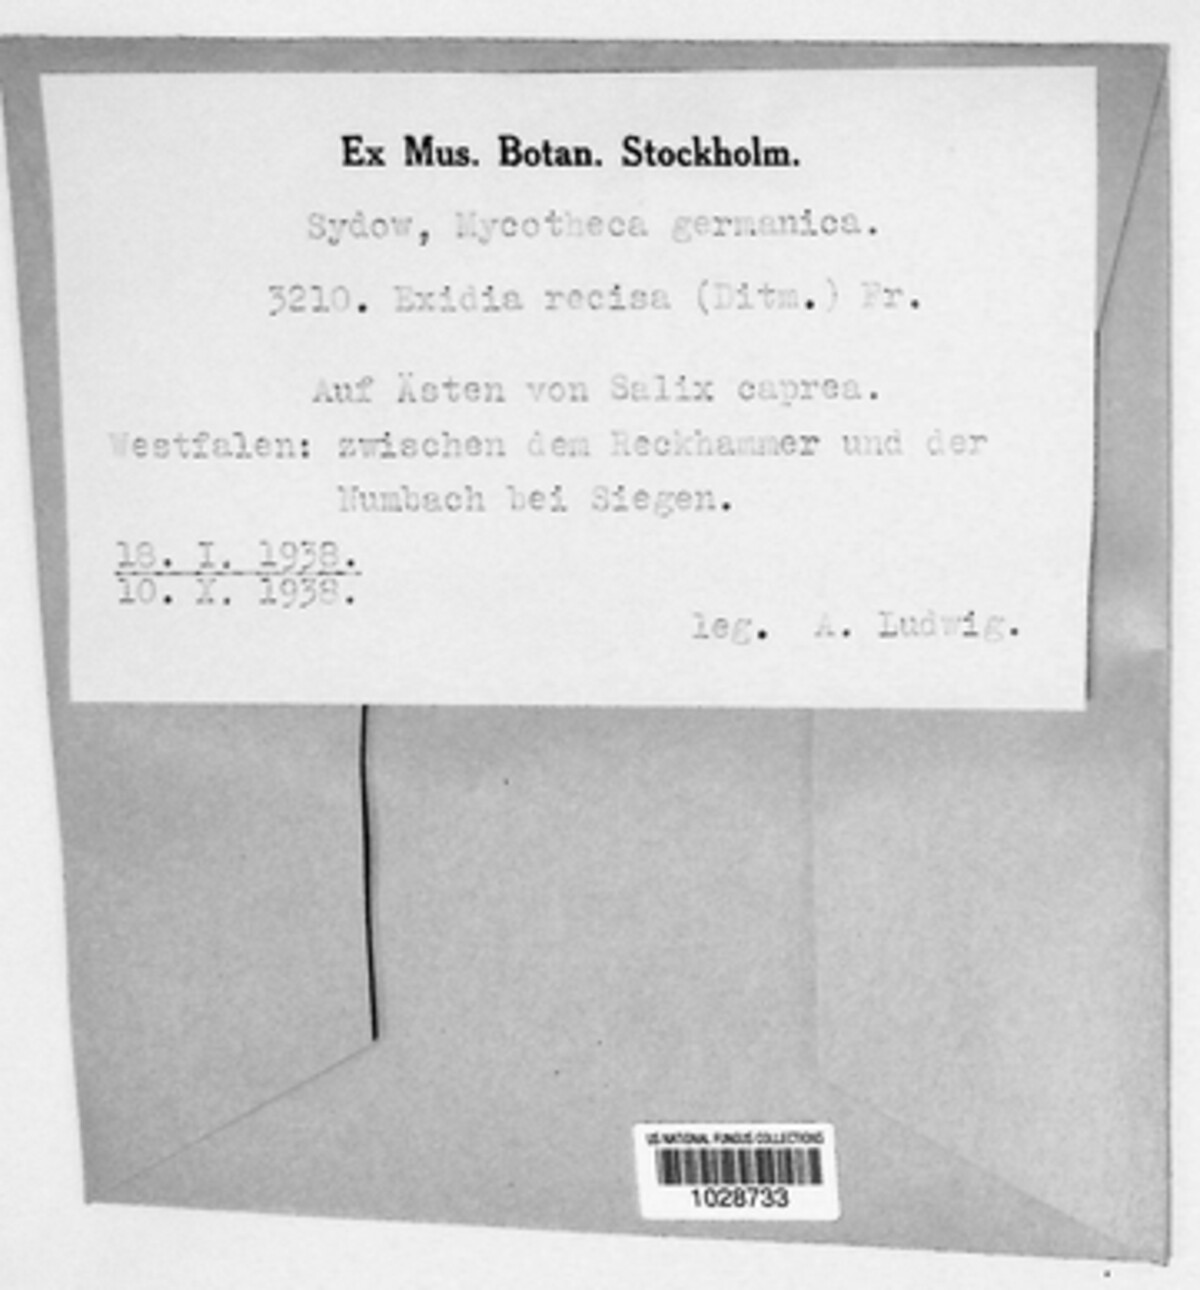 Ex Mus. Botan. Stockholm.
Sydow, Mycotheca germanica.
3210. Exidia recisa (Ditm.) Fr.
Auf Ästen von Salix caprea.
Westfalen: zwischen dem Reckhammer und der
Numbach bei Siegen.
18. I. 1938.
10. X. 1938.
leg. A. Ludwig.
US NATIONAL FUNGUS COLLECTIONS
1028733